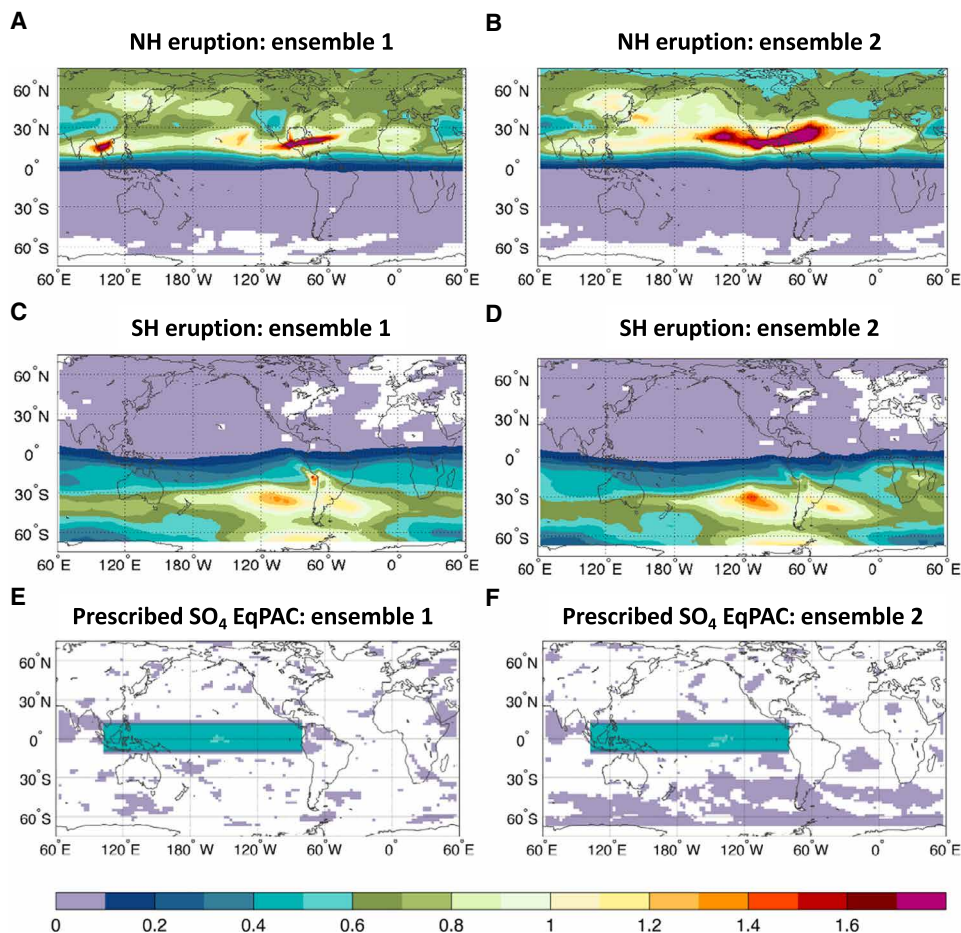 A
NH eruption: ensemble 1
B
NH eruption: ensemble 2
60°N
30°N
0°
30°S
60°S
60 E 120 E 180 W 120 W 60 W 0° 60 E
60°N
30°N
0°
30°S
60°S
60 E 120 E 180 W 120 W 60 W 0° 60 E
C
SH eruption: ensemble 1
D
SH eruption: ensemble 2
60°N
30°N
0°
30°S
60°S
60°E 120°E 180°W 120°W 60°W 0° 60°E
60°N
30°N
0°
30°S
60°S
60°E 120°E 180°W 120°W 60°W 0° 60°E
E
Prescribed SO₄ EqPAC: ensemble 1
F
Prescribed SO₄ EqPAC: ensemble 2
60°N
30°N
0°
30°S
60°S
60°E 120°E 180°W 120°W 60°W 0° 60°E
60°N
30°N
0°
30°S
60°S
60°E 120°E 180°W 120°W 60°W 0° 60°E
0 0.2 0.4 0.6 0.8 1 1.2 1.4 1.6